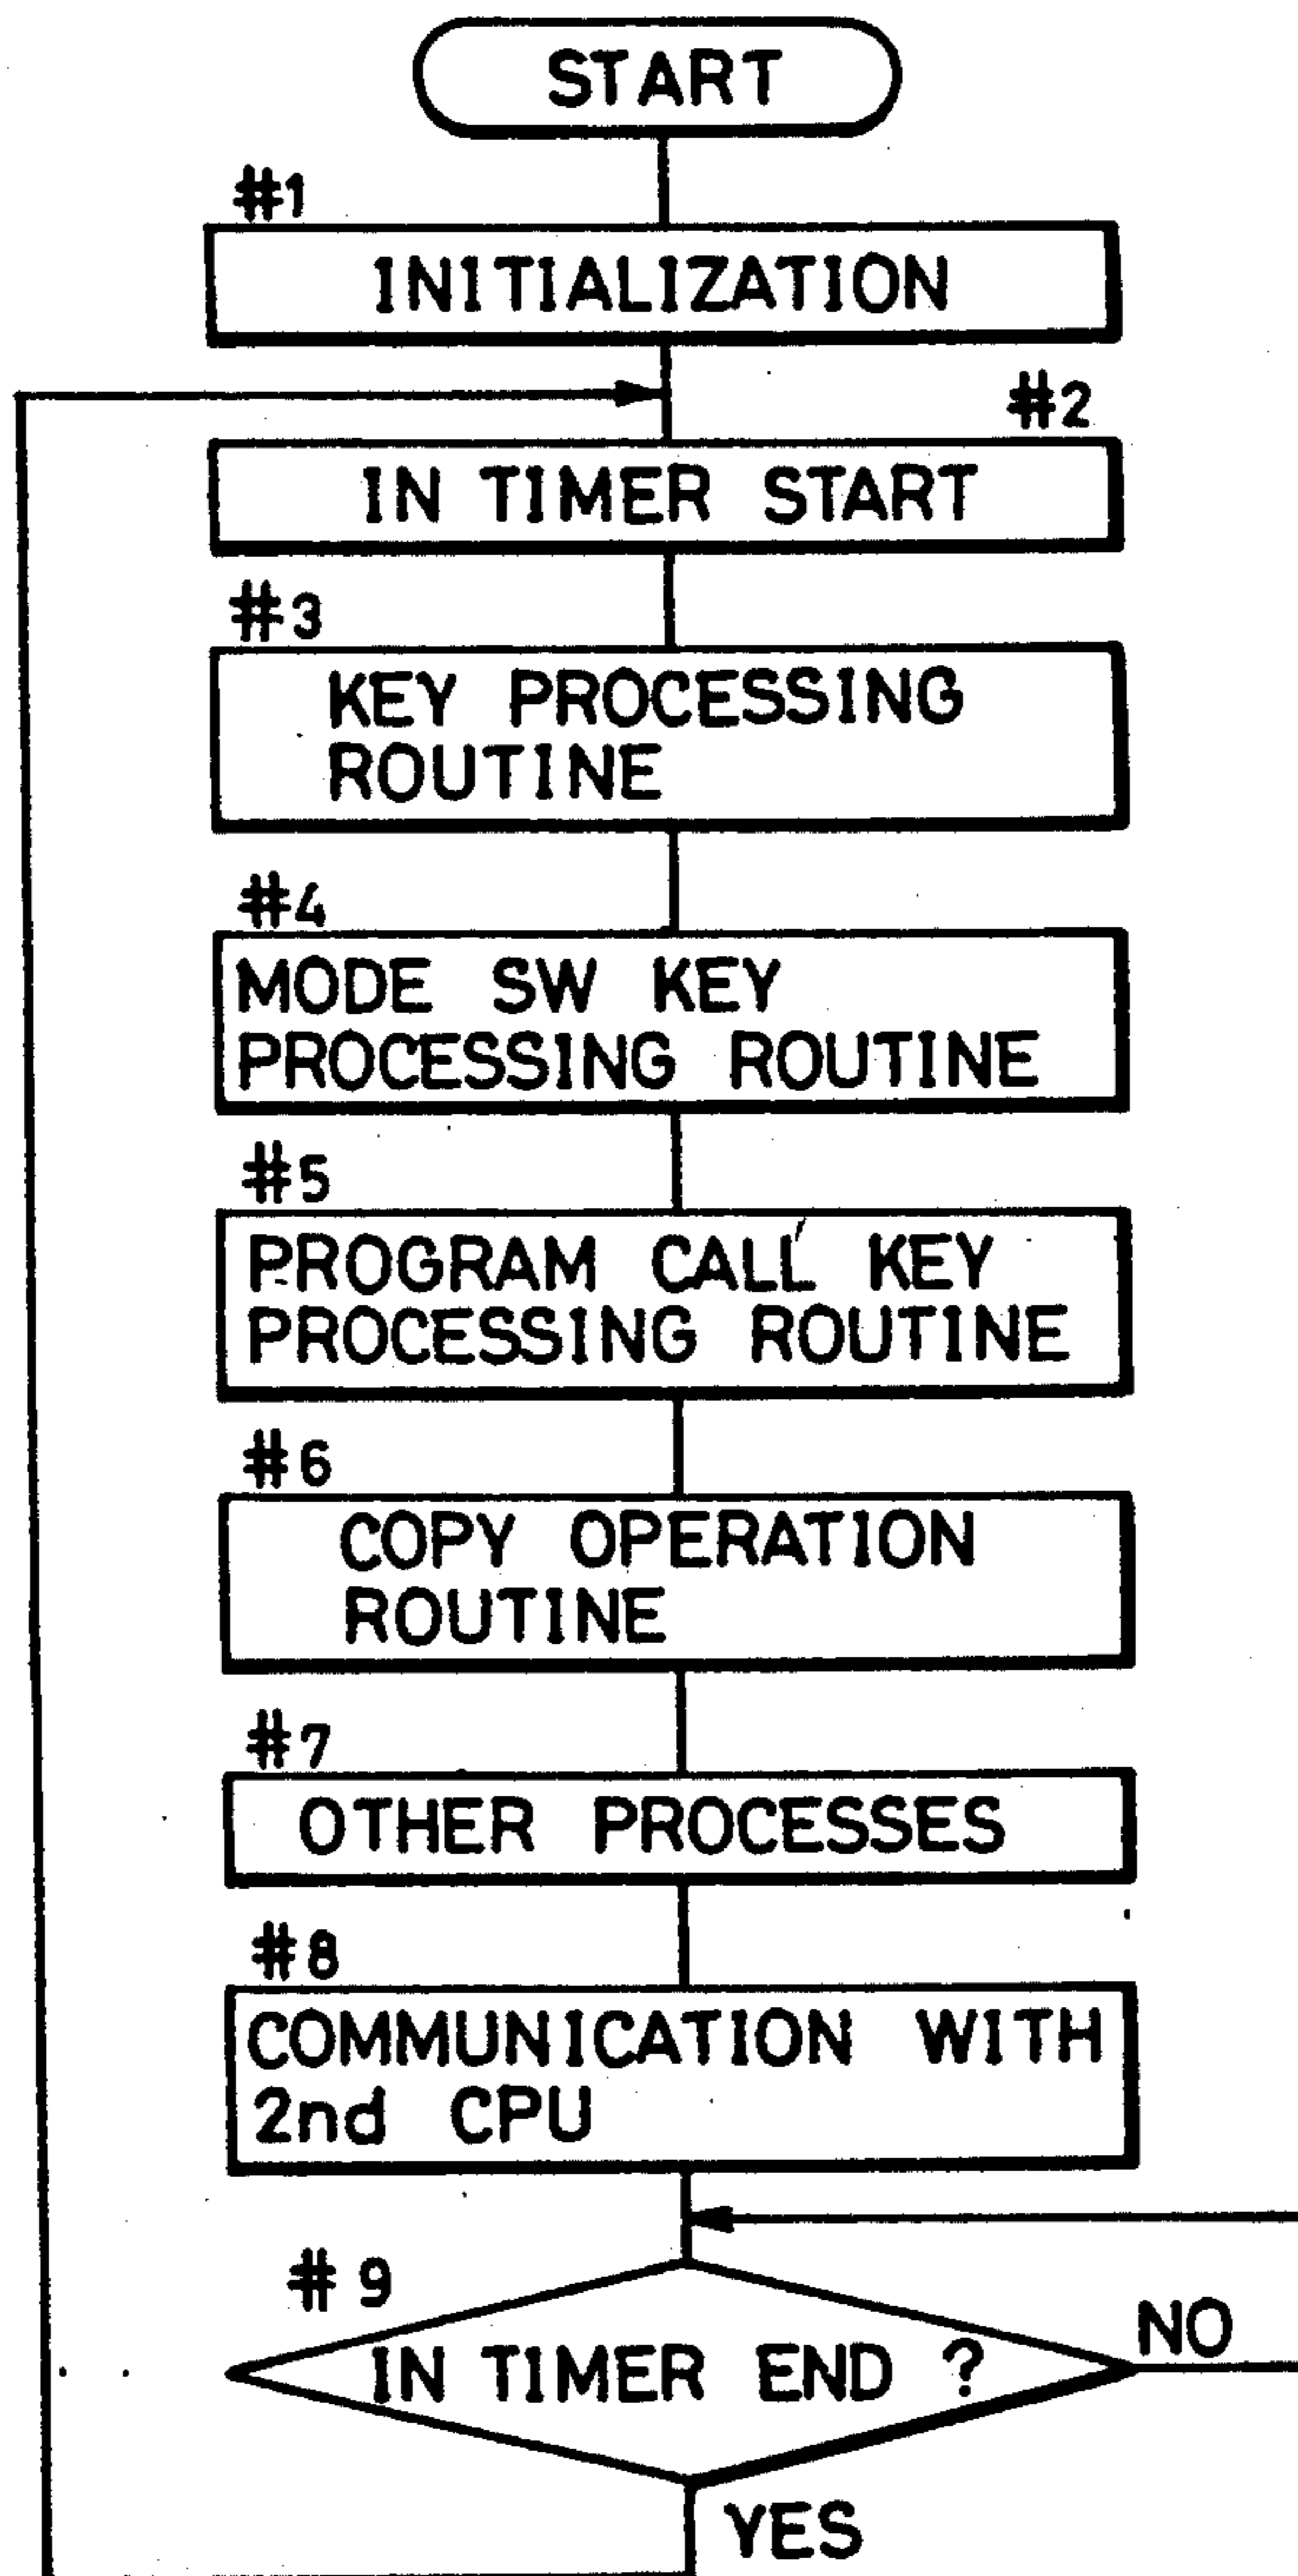 START
#1
INITIALIZATION
#2
IN TIMER START
#3
KEY PROCESSING
ROUTINE
#4
MODE SW KEY
PROCESSING ROUTINE
#5
PROGRAM CALL KEY
PROCESSING ROUTINE
#6
COPY OPERATION
ROUTINE
#7
OTHER PROCESSES
#8
COMMUNICATION WITH
2nd CPU
#9
IN TIMER END ?
NO
YES